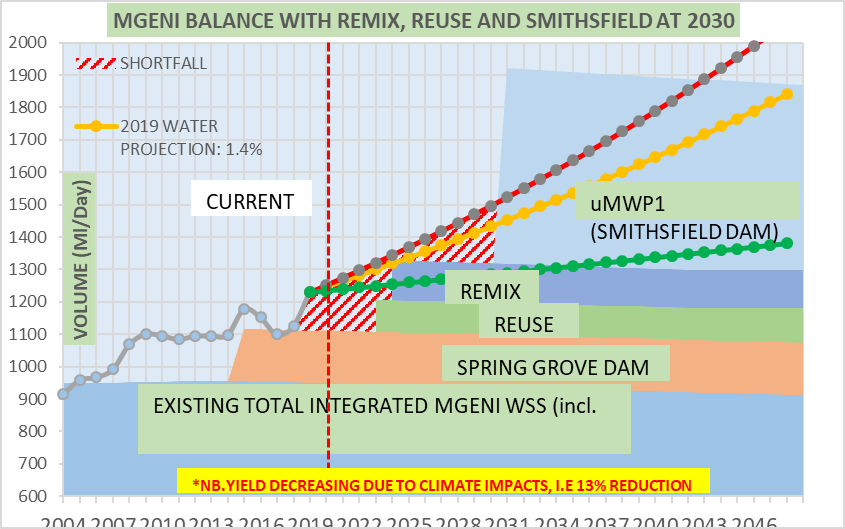 MGENI BALANCE WITH REMIX, REUSE AND SMITHSFIELD AT 2030
2000
1900
1800
1700
1600
1500
1400
1300
1200
1100
1000
900
800
700
600
VOLUME (Ml/Day)
SHORTFALL
2019 WATER
PROJECTION: 1.4%
CURRENT
uMWP1
(SMITHSFIELD DAM)
REMIX
REUSE
SPRING GROVE DAM
EXISTING TOTAL INTEGRATED MGENI WSS (incl.
*NB.YIELD DECREASING DUE TO CLIMATE IMPACTS, I.E 13% REDUCTION
2004 2007 2010 2013 2016 2019 2022 2025 2028 2031 2034 2037 2040 2043 2046